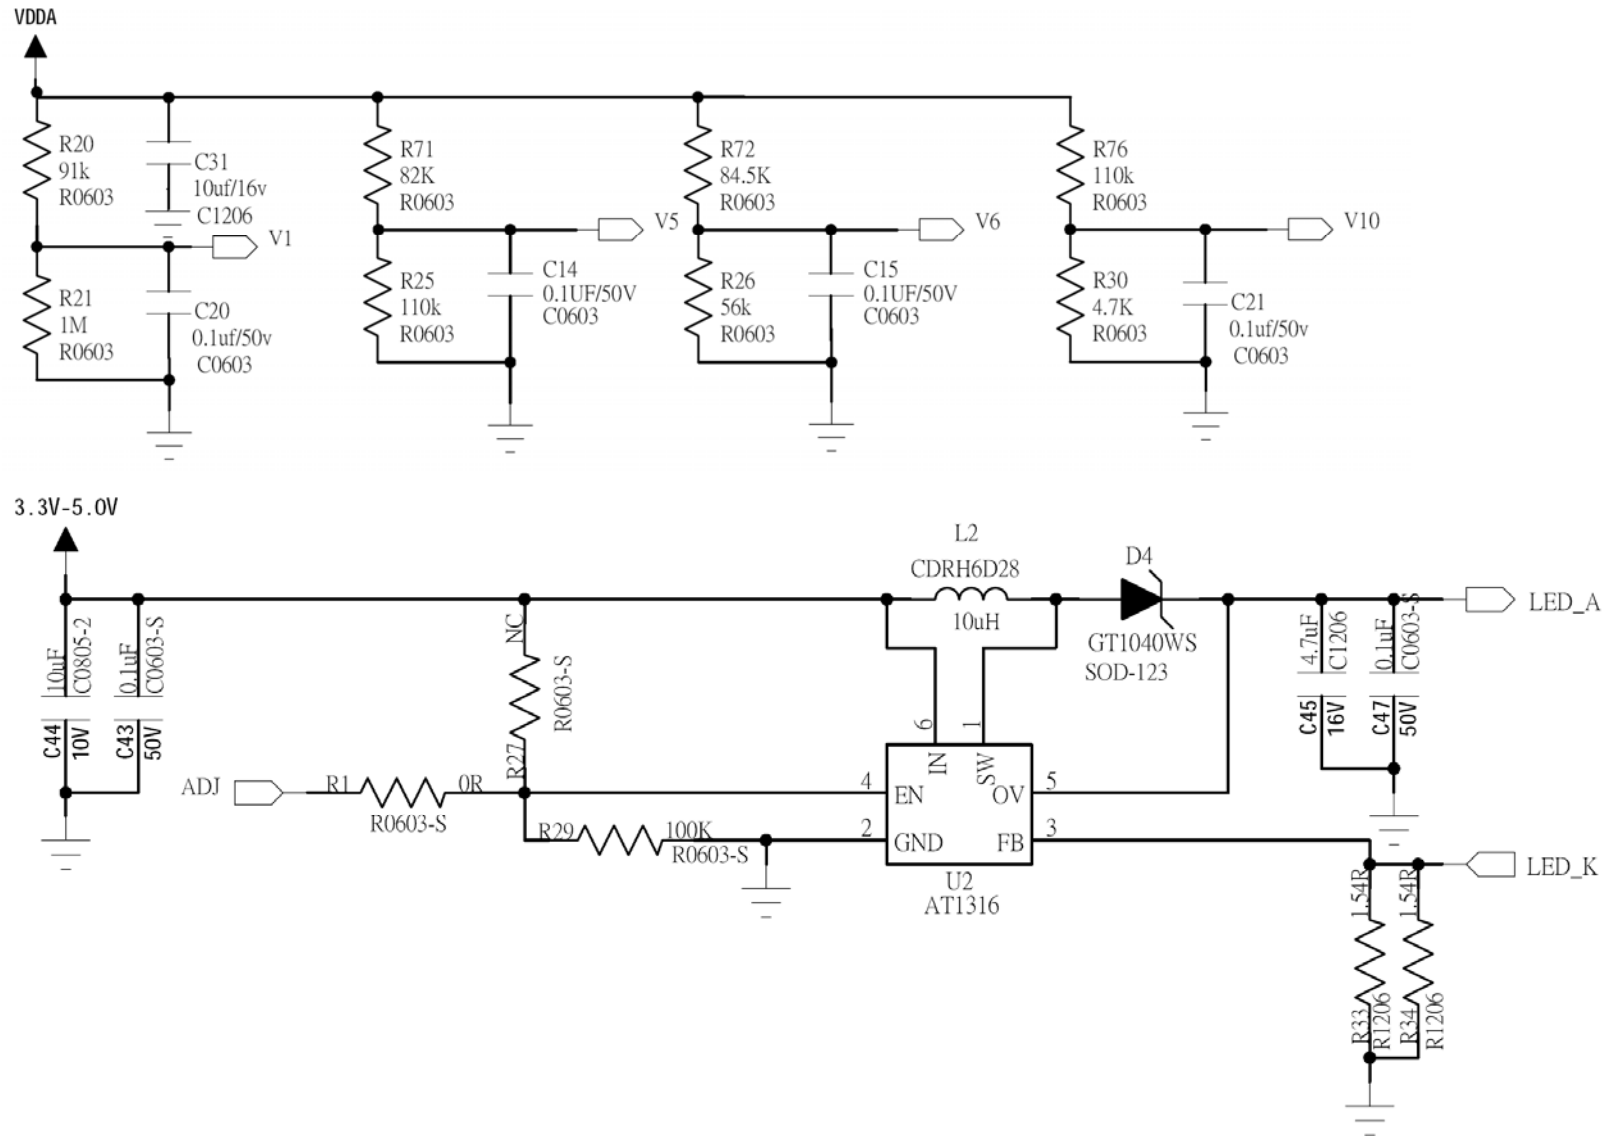 VDDA
R20
91k
R0603
C31
10uf/16v
C1206
V1
R21
1M
R0603
C20
0.1uf/50v
C0603
R71
82K
R0603
V5
R25
110k
R0603
C14
0.1UF/50V
C0603
R72
84.5K
R0603
V6
R26
56k
R0603
C15
0.1UF/50V
C0603
R76
110k
R0603
V10
R30
4.7K
R0603
C21
0.1uf/50v
C0603
3.3V-5.0V
10uF
C0805-2
C44
10V
0.1uF
C0603-S
C43
50V
NC
R0603-S
R27
ADJ
R1
0R
R0603-S
R29
100K
R0603-S
L2
CDRH6D28
10uH
D4
GT1040WS
SOD-123
6
1
IN
SW
4
EN
OV
5
2
GND
FB
3
U2
AT1316
4.7uF
C1206
C45
16V
0.1uF
C0603-S
C47
50V
LED_A
LED_K
1.54R
R33
R1206
1.54R
R34
R1206